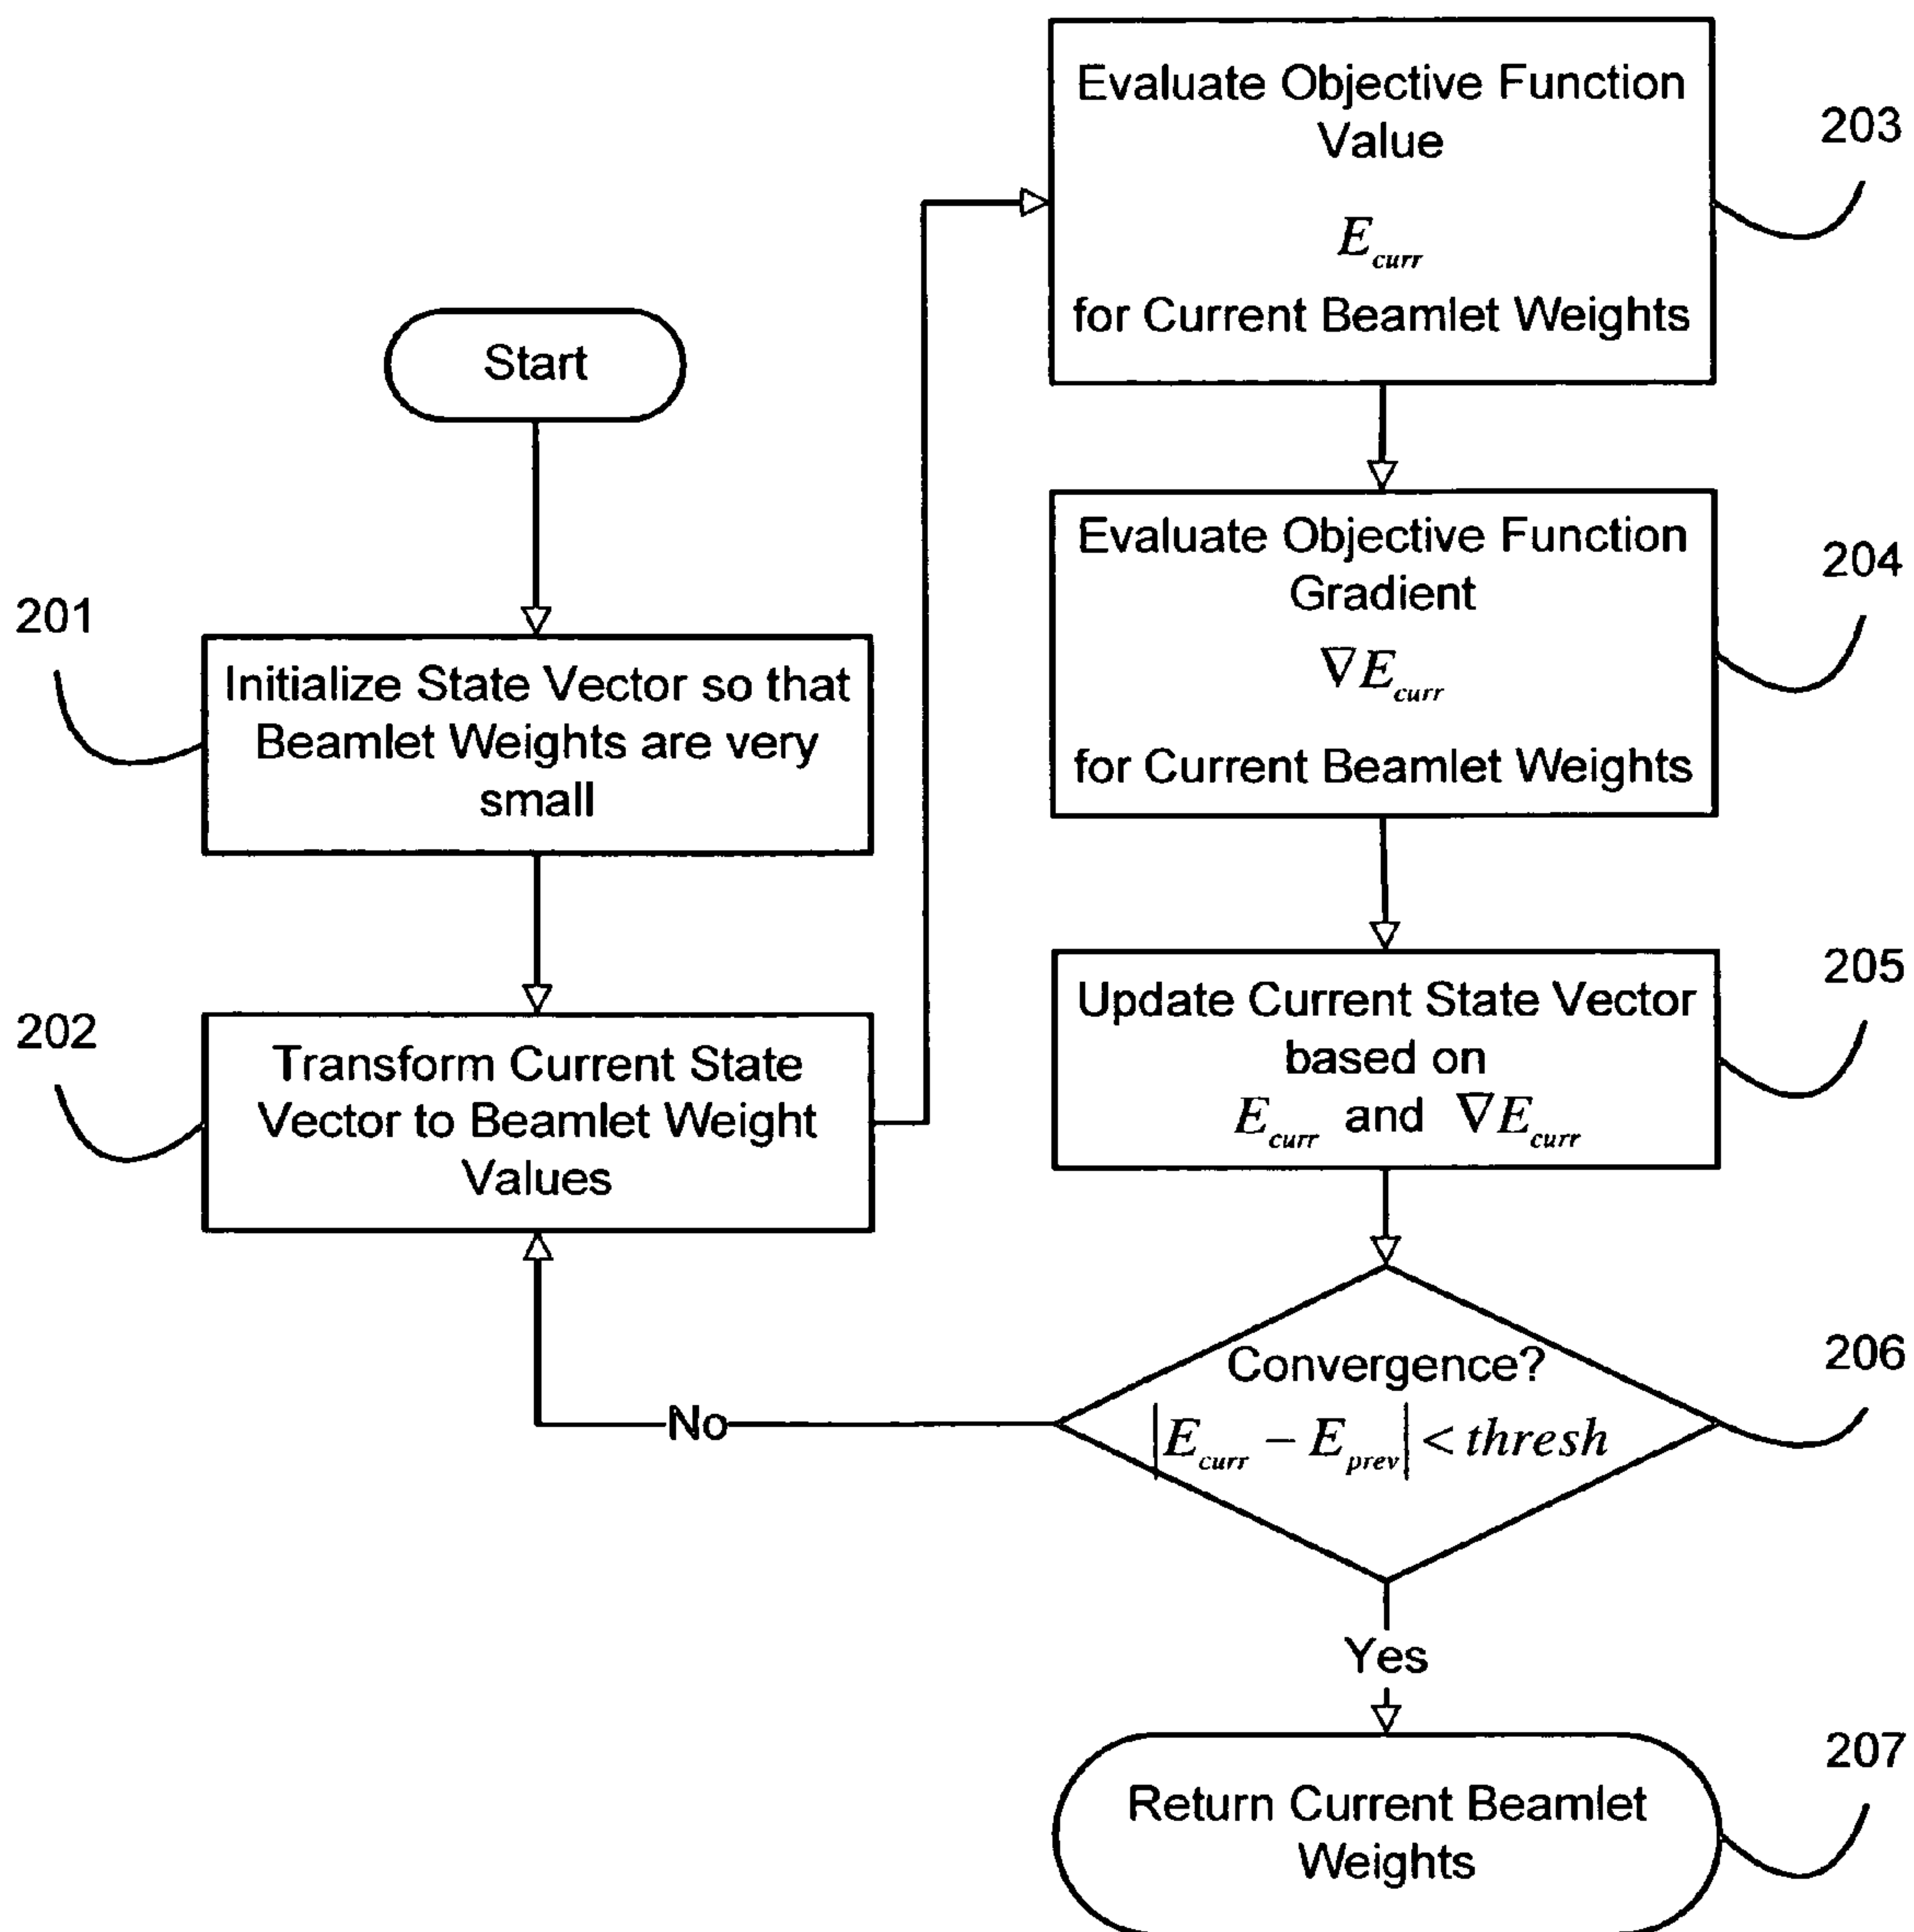 Start
201
Initialize State Vector so that
Beamlet Weights are very
small
202
Transform Current State
Vector to Beamlet Weight
Values
203
Evaluate Objective Function
Value
E_curr
for Current Beamlet Weights
204
Evaluate Objective Function
Gradient
∇E_curr
for Current Beamlet Weights
205
Update Current State Vector
based on
E_curr and ∇E_curr
206
Convergence?
|E_curr − E_prev| < thresh
No
Yes
207
Return Current Beamlet
Weights